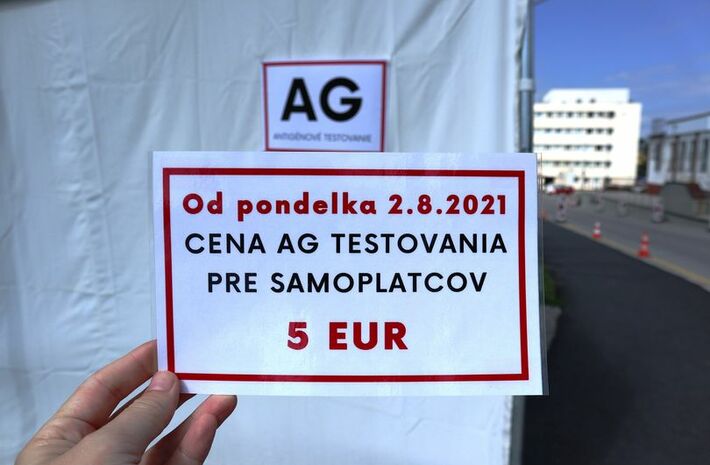 AG
ANTIGÉNOVÉ TESTOVANIE
Od pondelka 2.8.2021
CENA AG TESTOVANIA
PRE SAMOPLATCOV
5 EUR